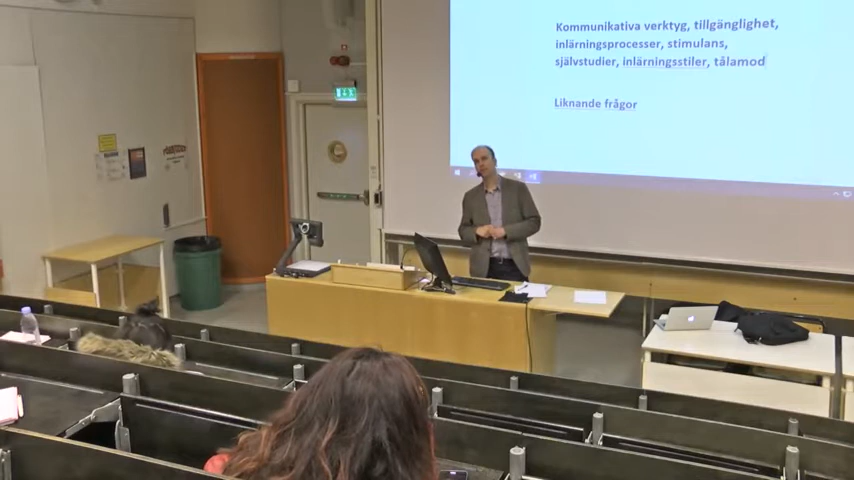 Kommunikativa verktyg, tillgänglighet,
inlärningsprocesser, stimulans,
självstudier, inlärningsstiler, tålamod
Liknande frågor